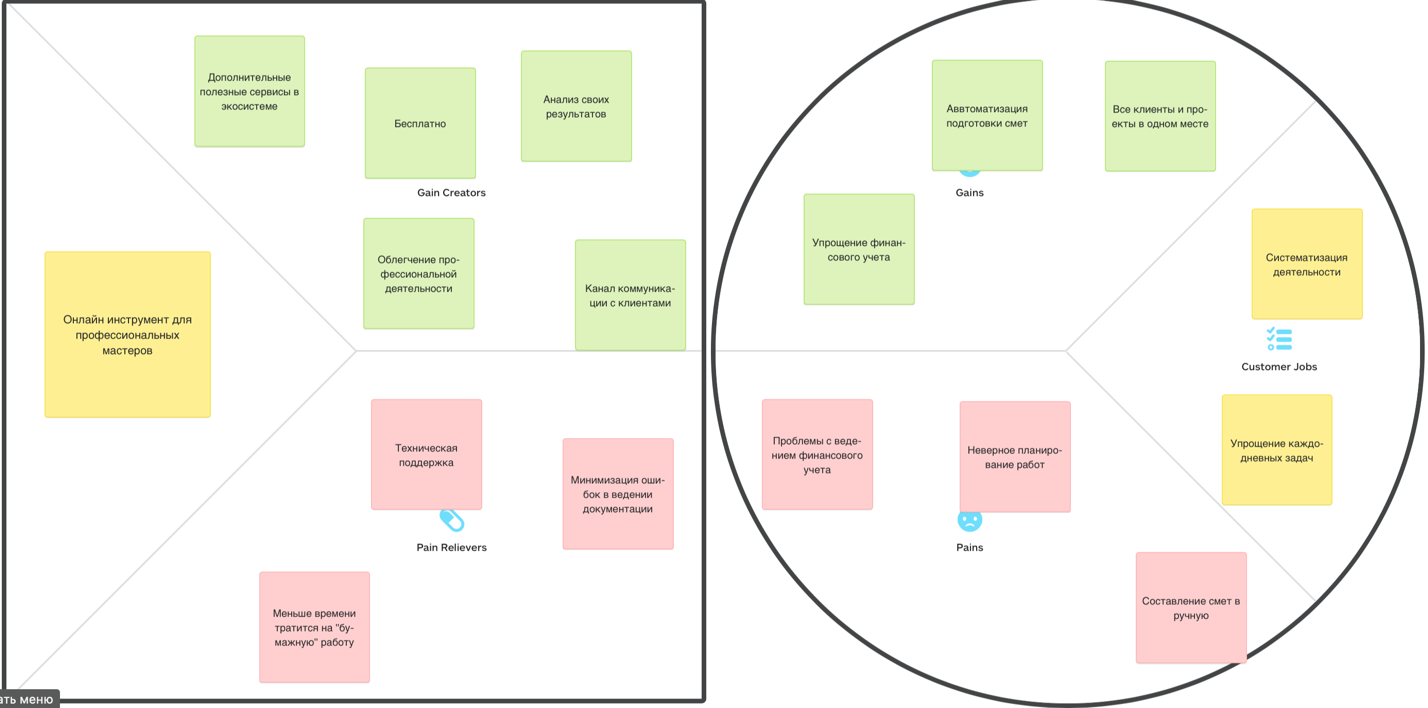 Дополнительные
полезные сервисы в
экосистеме
Бесплатно
Анализ своих
результатов
Gain Creators
Облегчение про-
фессиональной
деятельности
Канал коммуника-
ции с клиентами
Онлайн инструмент для
профессиональных
мастеров
Техническая
поддержка
Минимизация оши-
бок в ведении
документации
Pain Relievers
Меньше времени
тратится на "бу-
мажную" работу
ать меню
Аввтоматизация
подготовки смет
Все клиенты и про-
екты в одном месте
Gains
Упрощение финан-
сового учета
Систематизация
деятельности
Customer Jobs
Упрощение каждо-
дневных задач
Проблемы с веде-
нием финансового
учета
Неверное планиро-
вание работ
Pains
Составление смет в
ручную